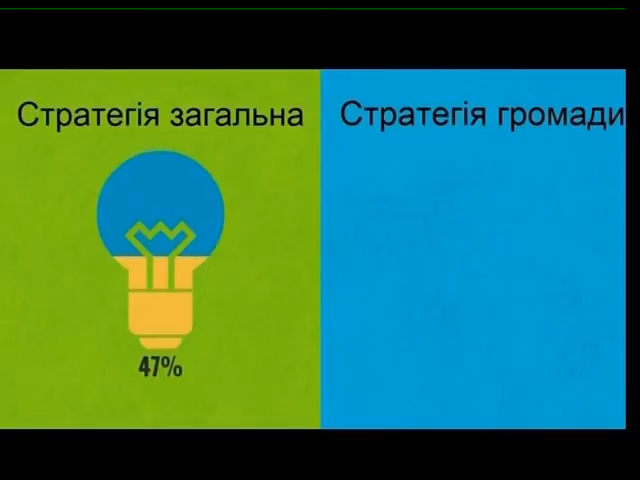 Стратегія загальна
Стратегія громади
47%